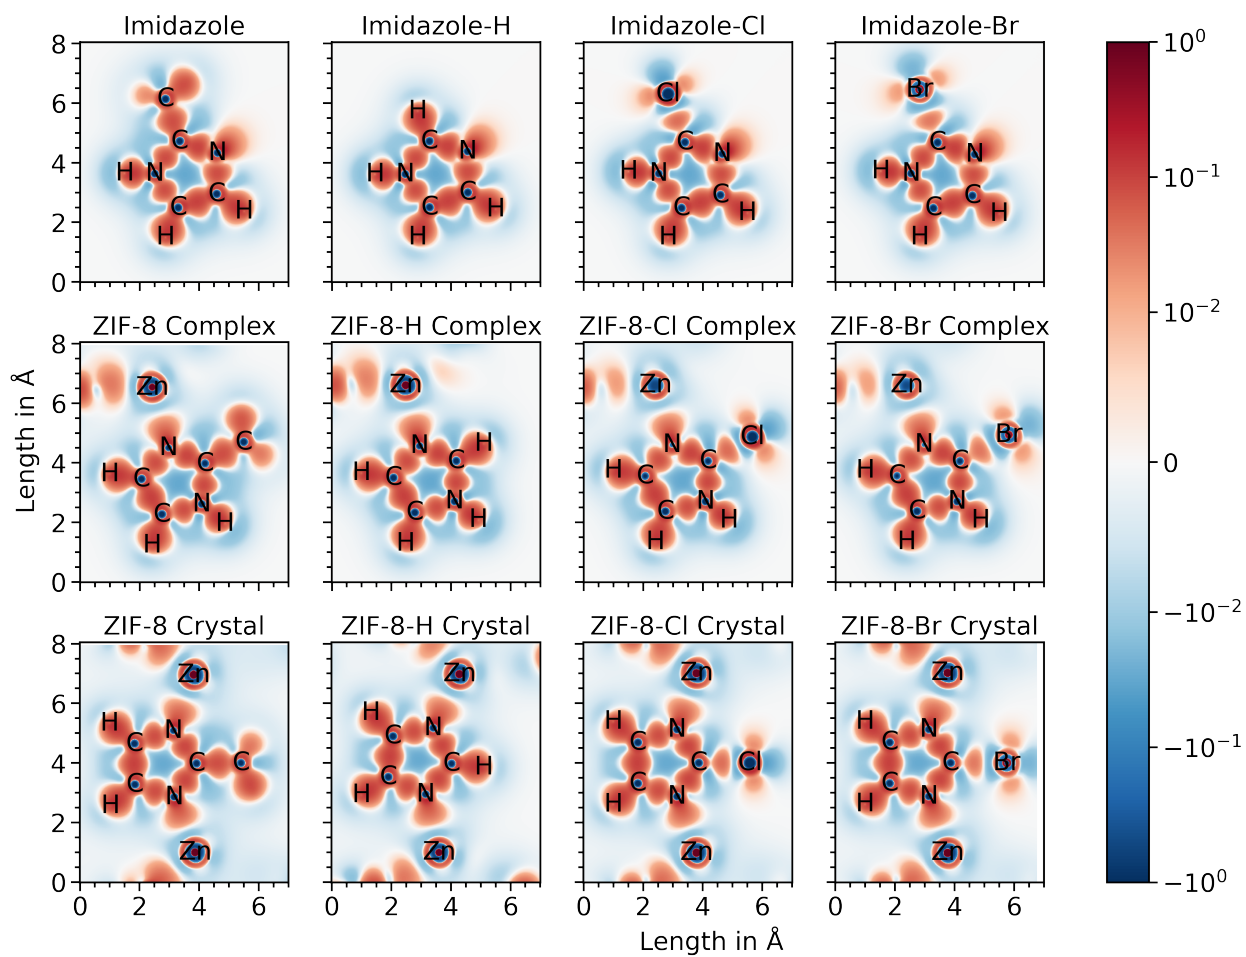 Imidazole Imidazole-H Imidazole-Cl Imidazole-Br
8
6
4
2
0
C
C
N
N
H
C
C
H
H
H
C
N
N
H
C
C
H
H
Cl
C
N
N
H
C
C
H
H
Br
C
N
N
H
C
C
H
H
ZIF-8 Complex ZIF-8-H Complex ZIF-8-Cl Complex ZIF-8-Br Complex
8
6
4
2
0
Length in Å
Zn
N
C
C
H
C
N
C
H
H
Zn
N
H
C
H
C
N
C
H
H
Zn
N
Cl
C
H
C
N
C
H
H
Zn
N
Br
C
H
C
N
C
H
H
ZIF-8 Crystal ZIF-8-H Crystal ZIF-8-Cl Crystal ZIF-8-Br Crystal
8
6
4
2
0
Zn
H
N
C
C
C
C
N
H
Zn
Zn
H
N
C
C
H
C
N
H
Zn
Zn
H
N
C
C
Cl
C
N
H
Zn
Zn
H
N
C
C
Br
C
N
H
Zn
0 2 4 6 0 2 4 6 0 2 4 6 0 2 4 6
Length in Å
10⁰
10⁻¹
10⁻²
0
−10⁻²
−10⁻¹
−10⁰